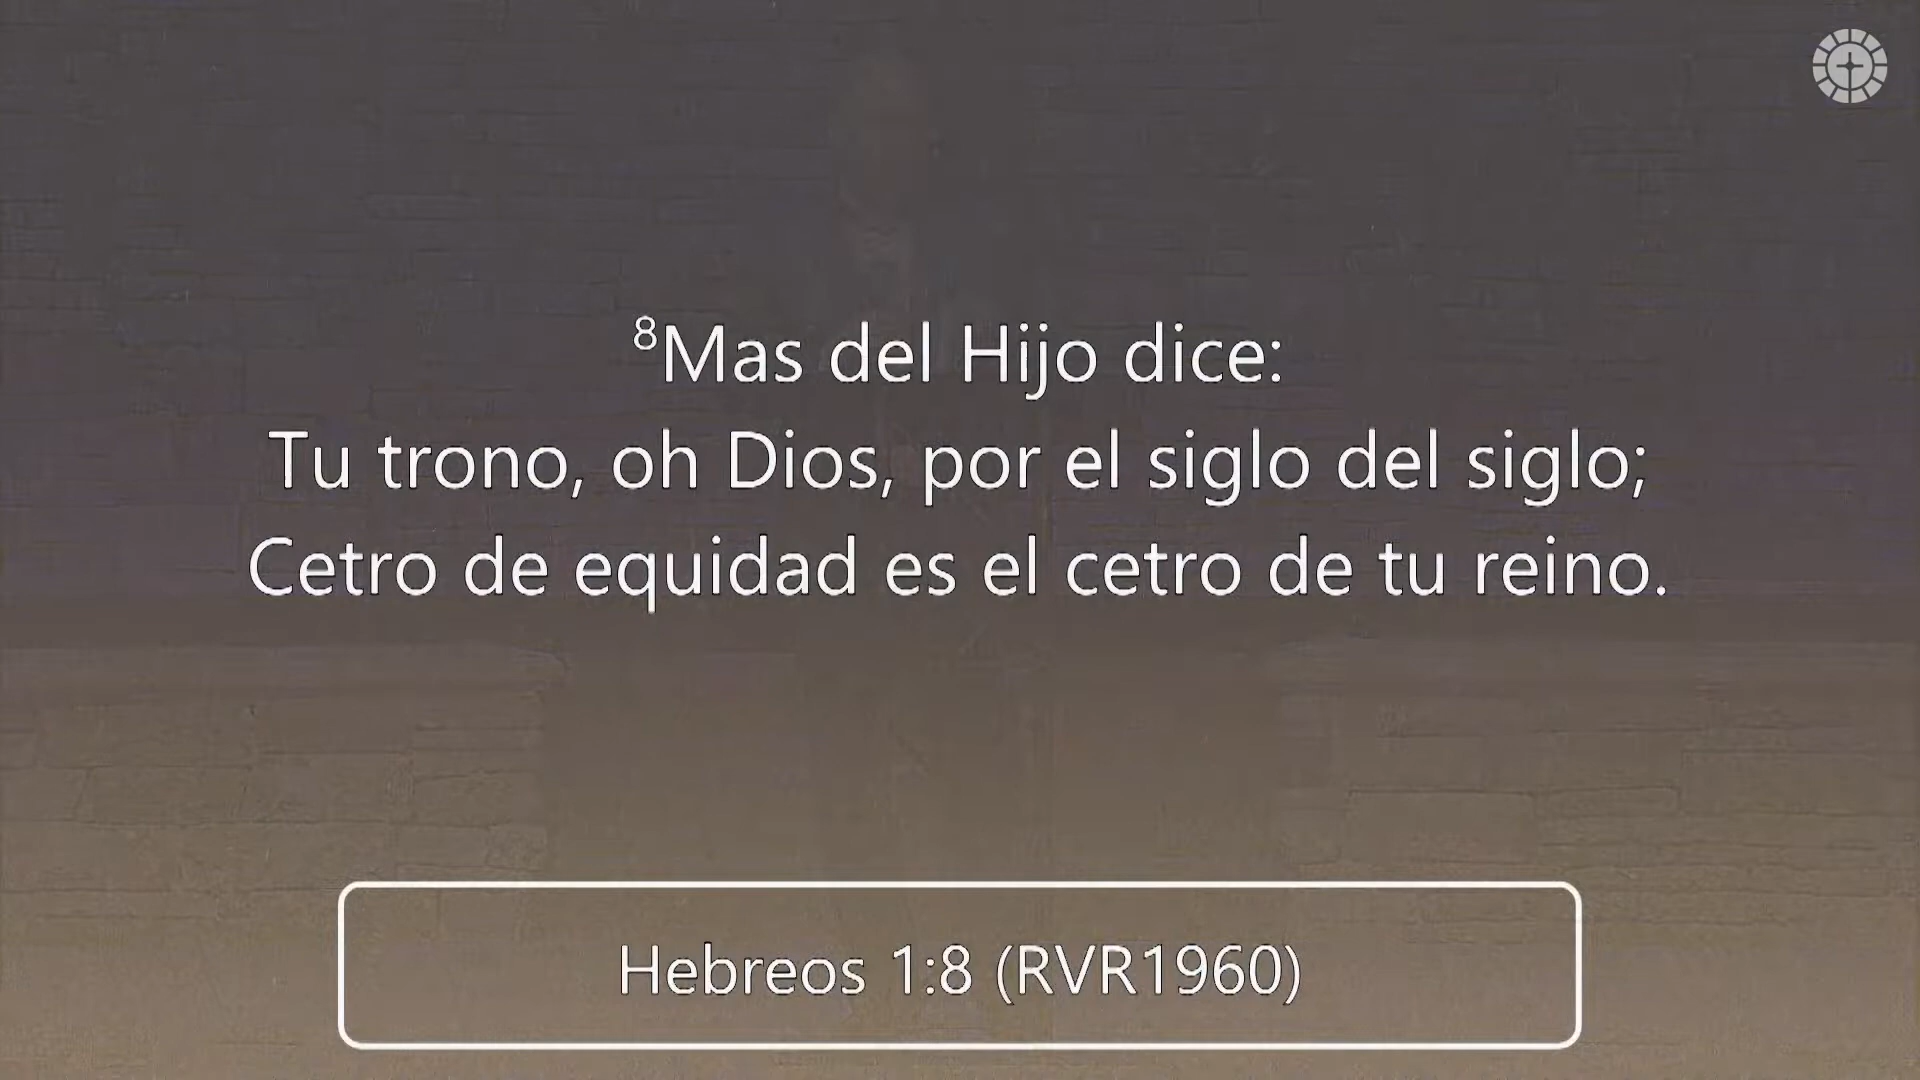 ⁸Mas del Hijo dice:
Tu trono, oh Dios, por el siglo del siglo;
Cetro de equidad es el cetro de tu reino.
Hebreos 1:8 (RVR1960)